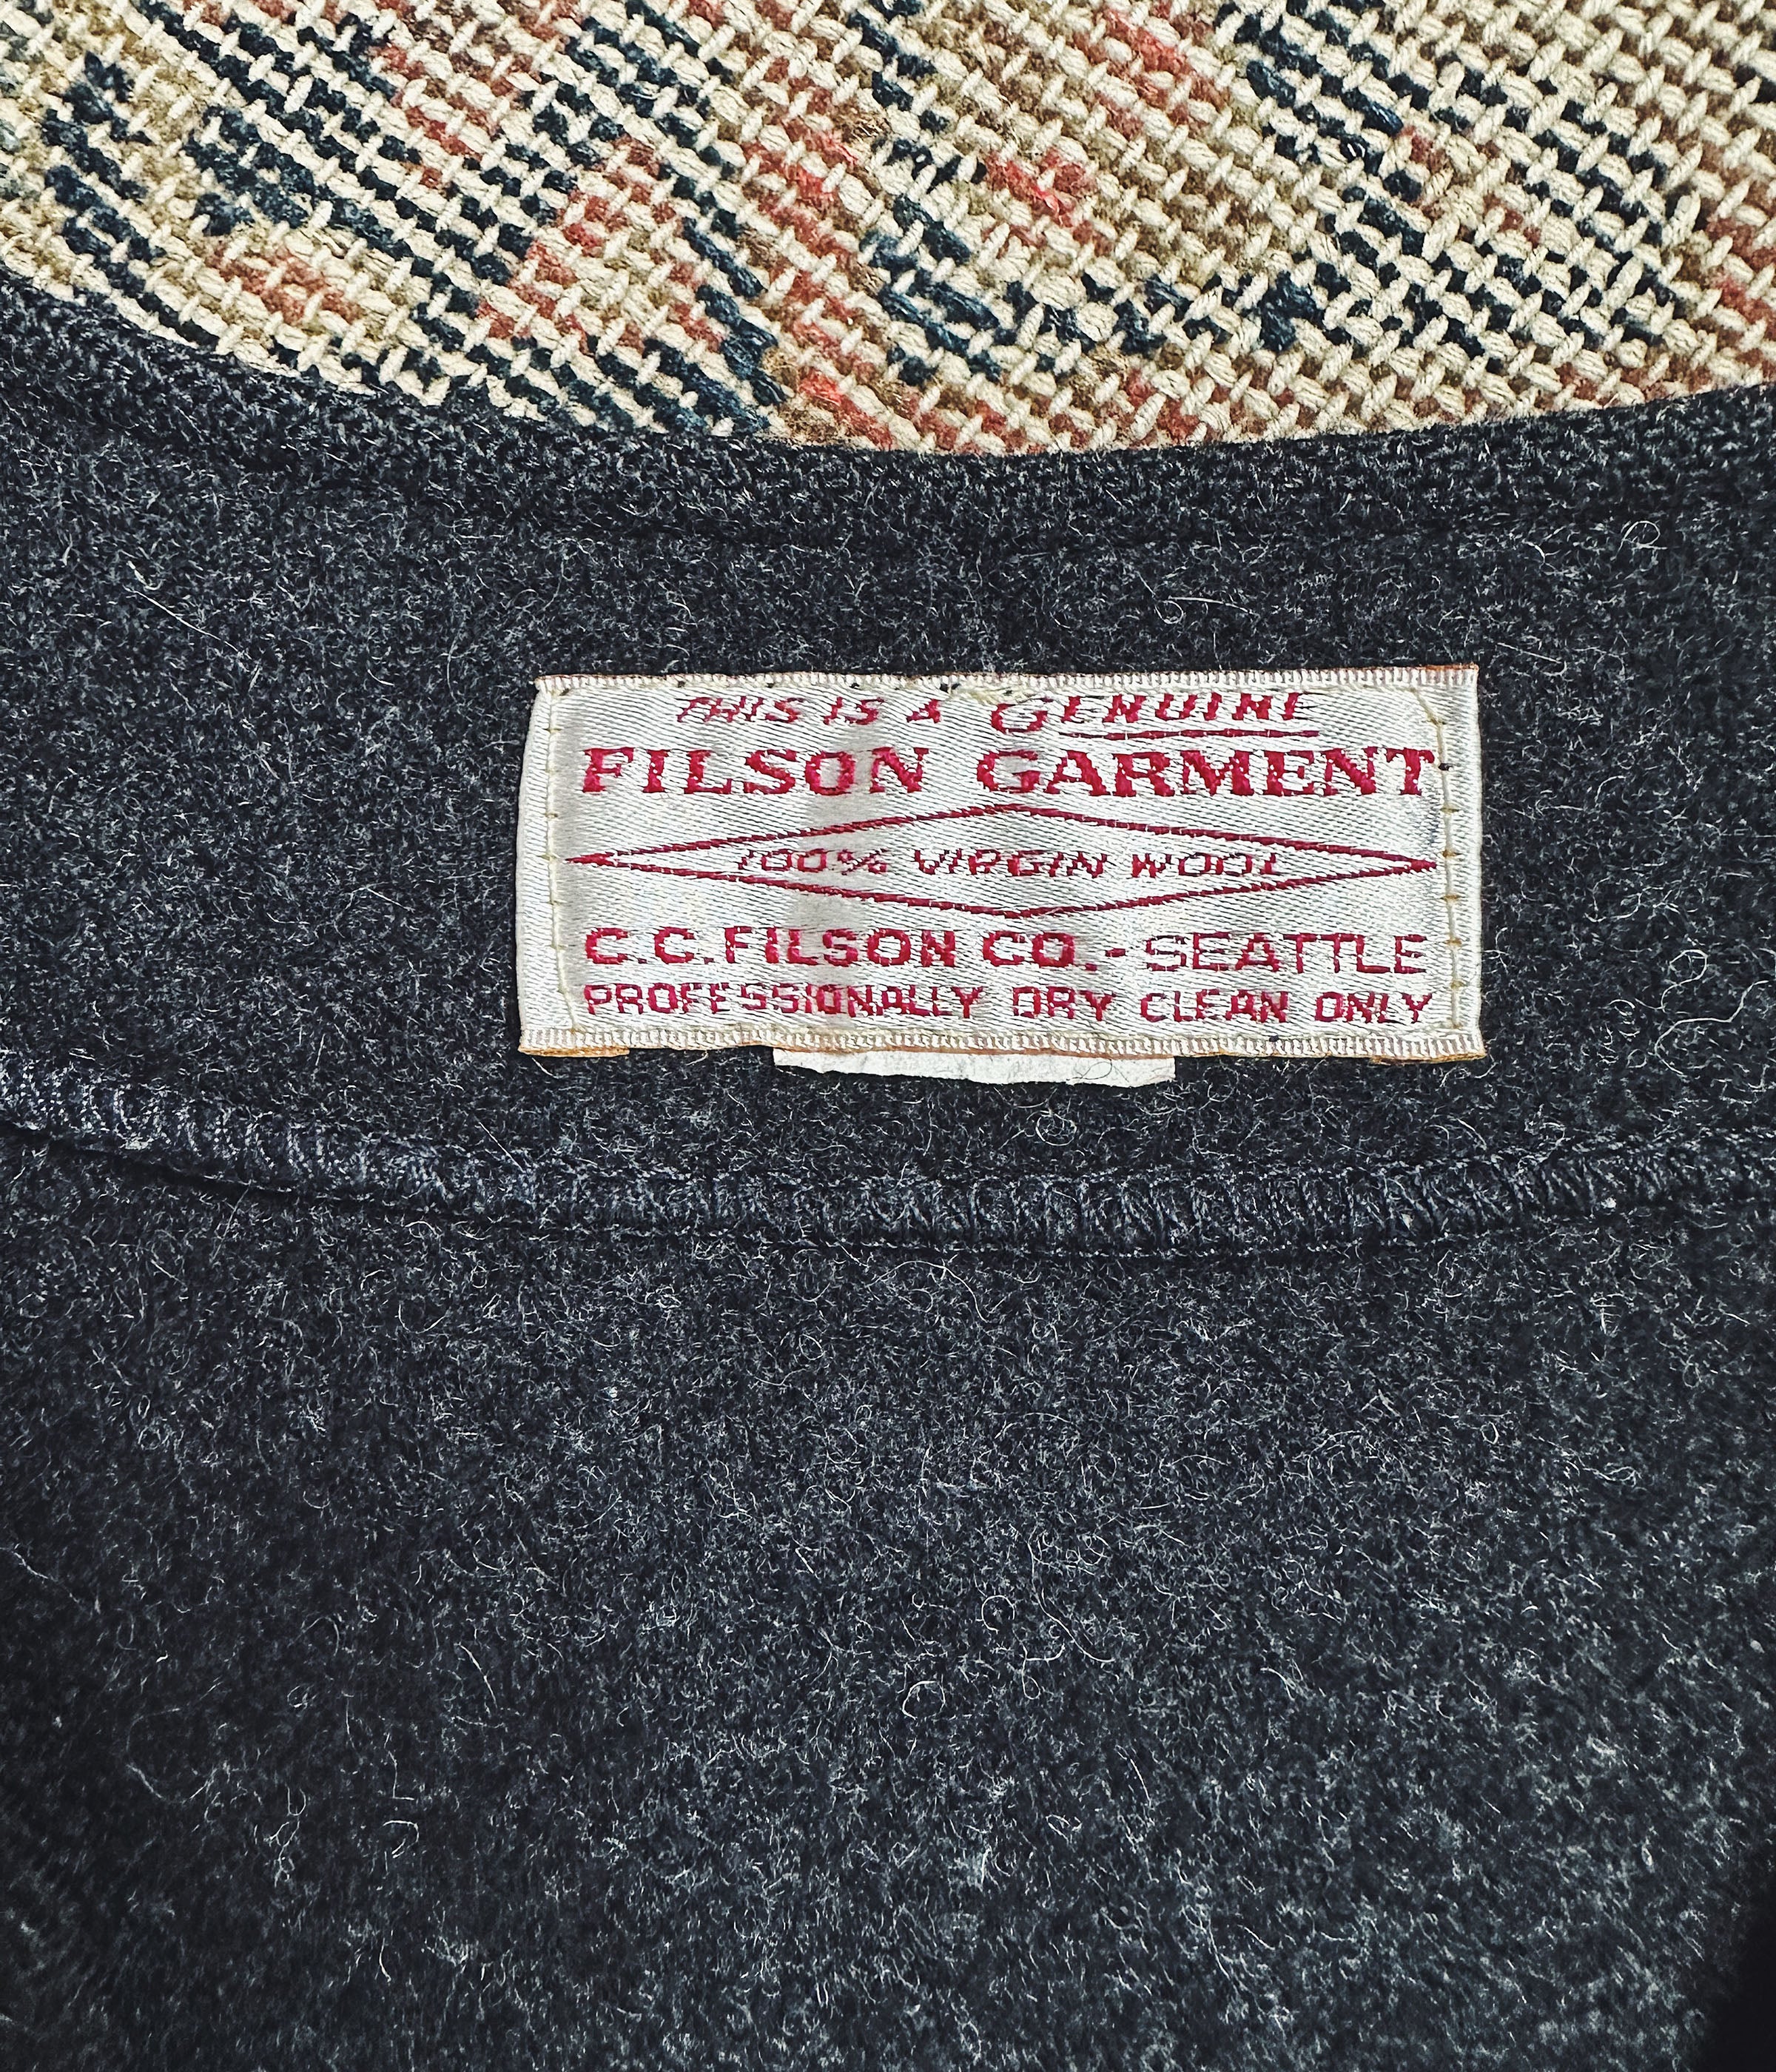 THIS IS A GENUINE
FILSON GARMENT
100% VIRGIN WOOL
C.C. FILSON CO. - SEATTLE
PROFESSIONALLY DRY CLEAN ONLY